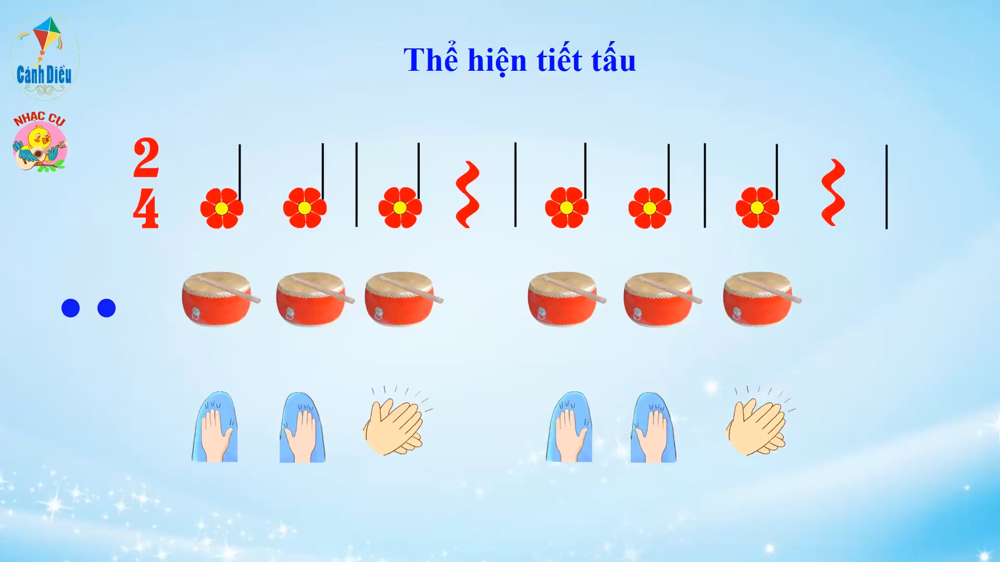 Thể hiện tiết tấu
Cánh Diều
NHẠC CỤ
2
4